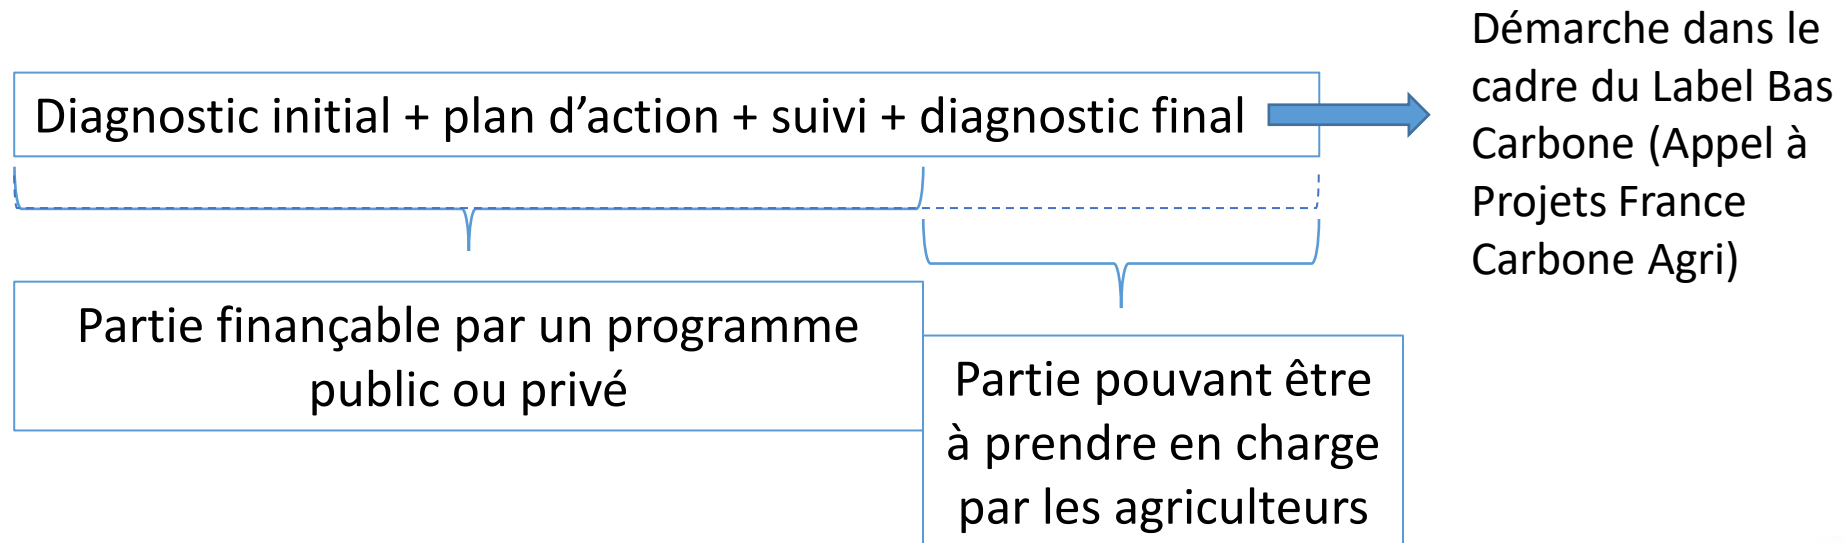 Démarche dans le
cadre du Label Bas
Carbone (Appel à
Projets France
Carbone Agri)
Diagnostic initial + plan d’action + suivi + diagnostic final
Partie finançable par un programme
public ou privé
Partie pouvant être
à prendre en charge
par les agriculteurs